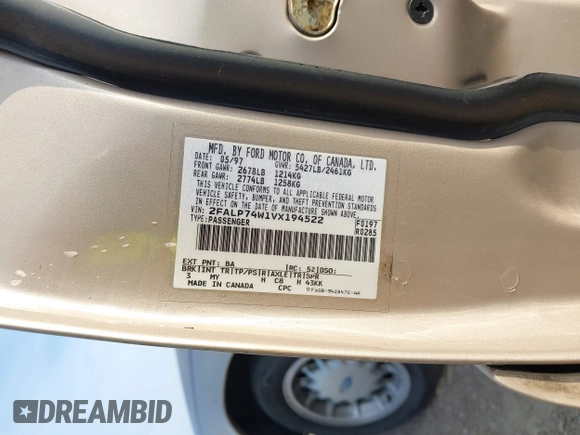 MFD. BY FORD MOTOR CO. OF CANADA, LTD.
DATE: 05/97 GVWR: 5427LB/2461KG
FRONT GAWR: 2678LB 1214KG
REAR GAWR: 2774LB 1258KG
THIS VEHICLE CONFORMS TO ALL APPLICABLE FEDERAL MOTOR
VEHICLE SAFETY, BUMPER, AND THEFT PREVENTION STANDARDS
IN EFFECT ON THE DATE OF MANUFACTURE SHOWN ABOVE.
VIN: 2FALP74W1VX194522
TYPE: PASSENGER
F0197
R0285
EXT PNT: BA RC: 52 DSO:
BRK INT TR TP/PS R AXLE TR SPR
3 MY H C8 H 43KK
MADE IN CANADA CPC
DREAMBID